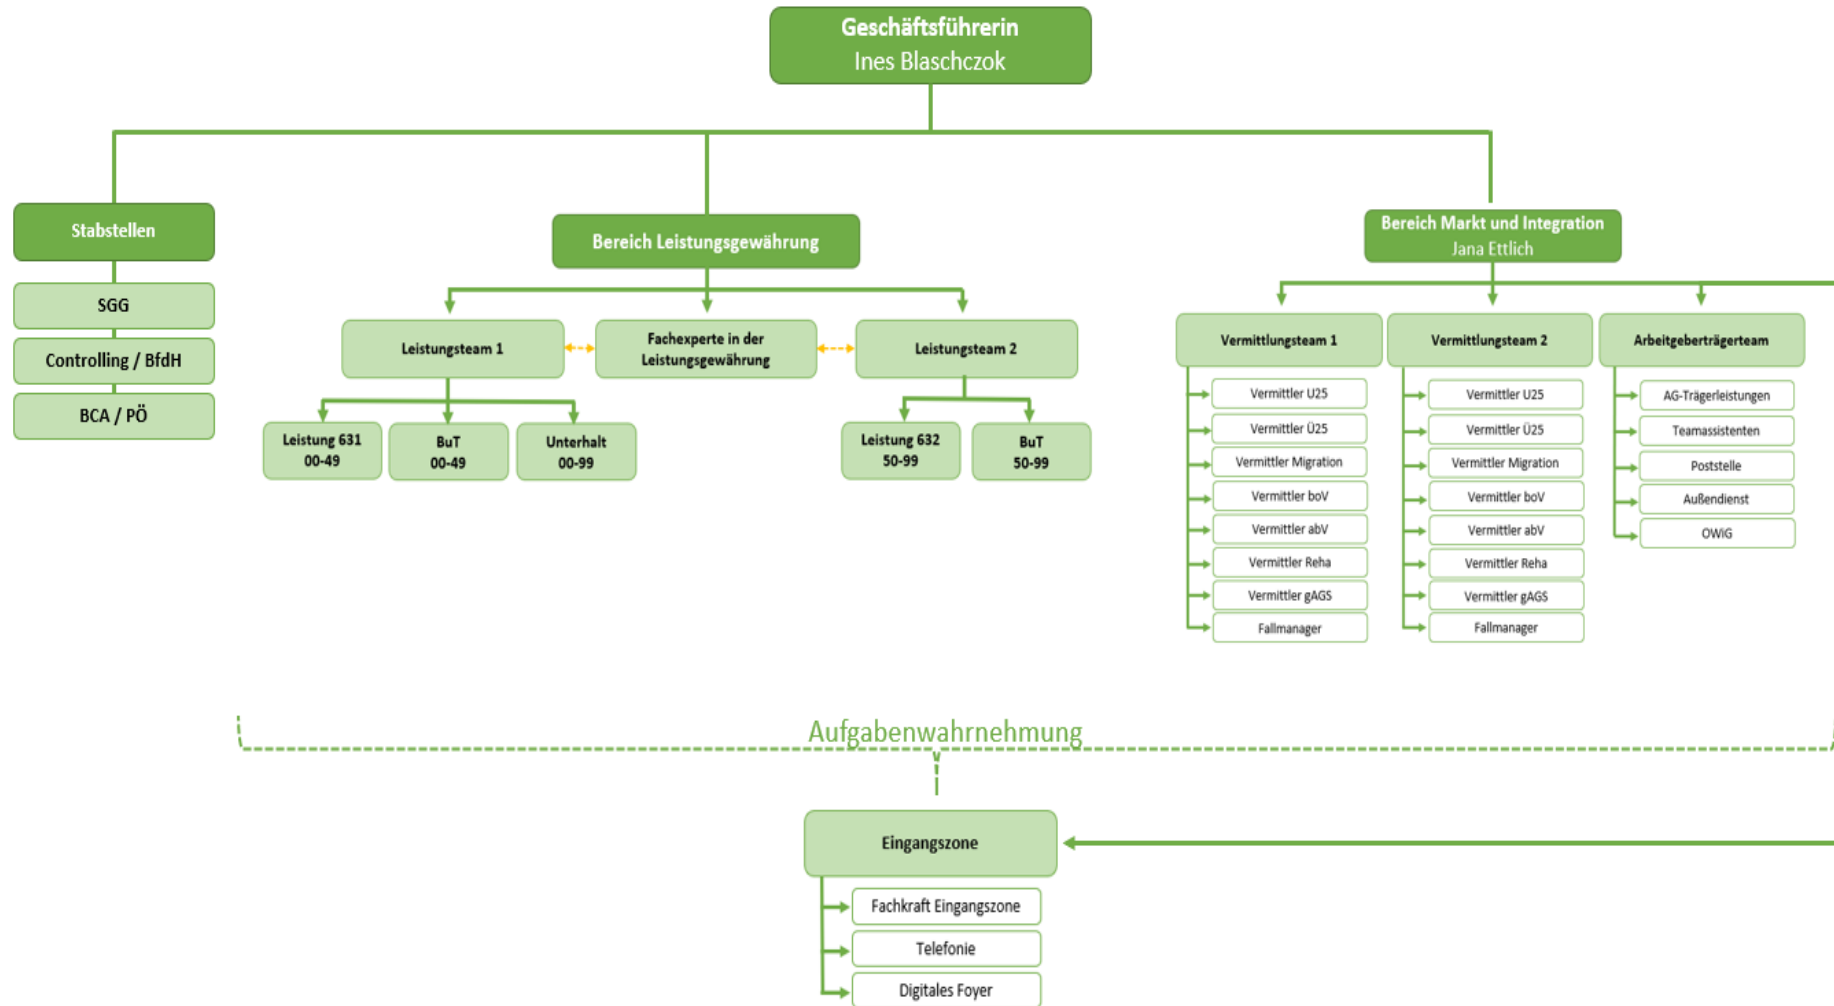 Geschäftsführerin
Ines Blaschczok
Stabstellen
SGG
Controlling / BfdH
BCA / PÖ
Bereich Leistungsgewährung
Leistungsteam 1
Fachexperte in der
Leistungsgewährung
Leistungsteam 2
Leistung 631
00-49
BuT
00-49
Unterhalt
00-99
Leistung 632
50-99
BuT
50-99
Bereich Markt und Integration
Jana Ettlich
Vermittlungsteam 1
Vermittler U25
Vermittler Ü25
Vermittler Migration
Vermittler boV
Vermittler abV
Vermittler Reha
Vermittler gAGS
Fallmanager
Vermittlungsteam 2
Vermittler U25
Vermittler Ü25
Vermittler Migration
Vermittler boV
Vermittler abV
Vermittler Reha
Vermittler gAGS
Fallmanager
Arbeitgeberträgerteam
AG-Trägerleistungen
Teamassistenten
Poststelle
Außendienst
OWiG
Aufgabenwahrnehmung
Eingangszone
Fachkraft Eingangszone
Telefonie
Digitales Foyer